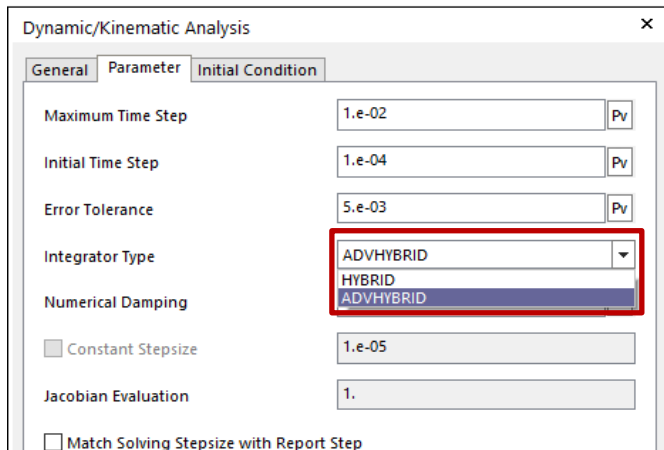 Dynamic/Kinematic Analysis
General Parameter Initial Condition
Maximum Time Step 1.e-02 Pv
Initial Time Step 1.e-04 Pv
Error Tolerance 5.e-03 Pv
Integrator Type ADVHYBRID
HYBRID
Numerical Damping ADVHYBRID
Constant Stepsize 1.e-05
Jacobian Evaluation 1.
Match Solving Stepsize with Report Step